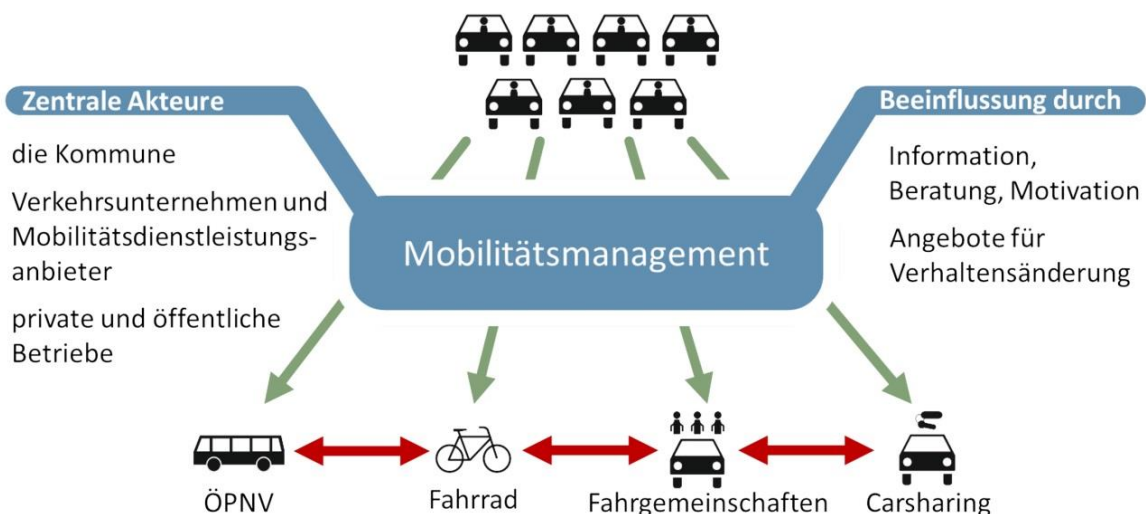 Zentrale Akteure
die Kommune
Verkehrsunternehmen und
Mobilitätsdienstleistungs-
anbieter
private und öffentliche
Betriebe
Beeinflussung durch
Information,
Beratung, Motivation
Angebote für
Verhaltensänderung
Mobilitätsmanagement
ÖPNV
Fahrrad
Fahrgemeinschaften
Carsharing